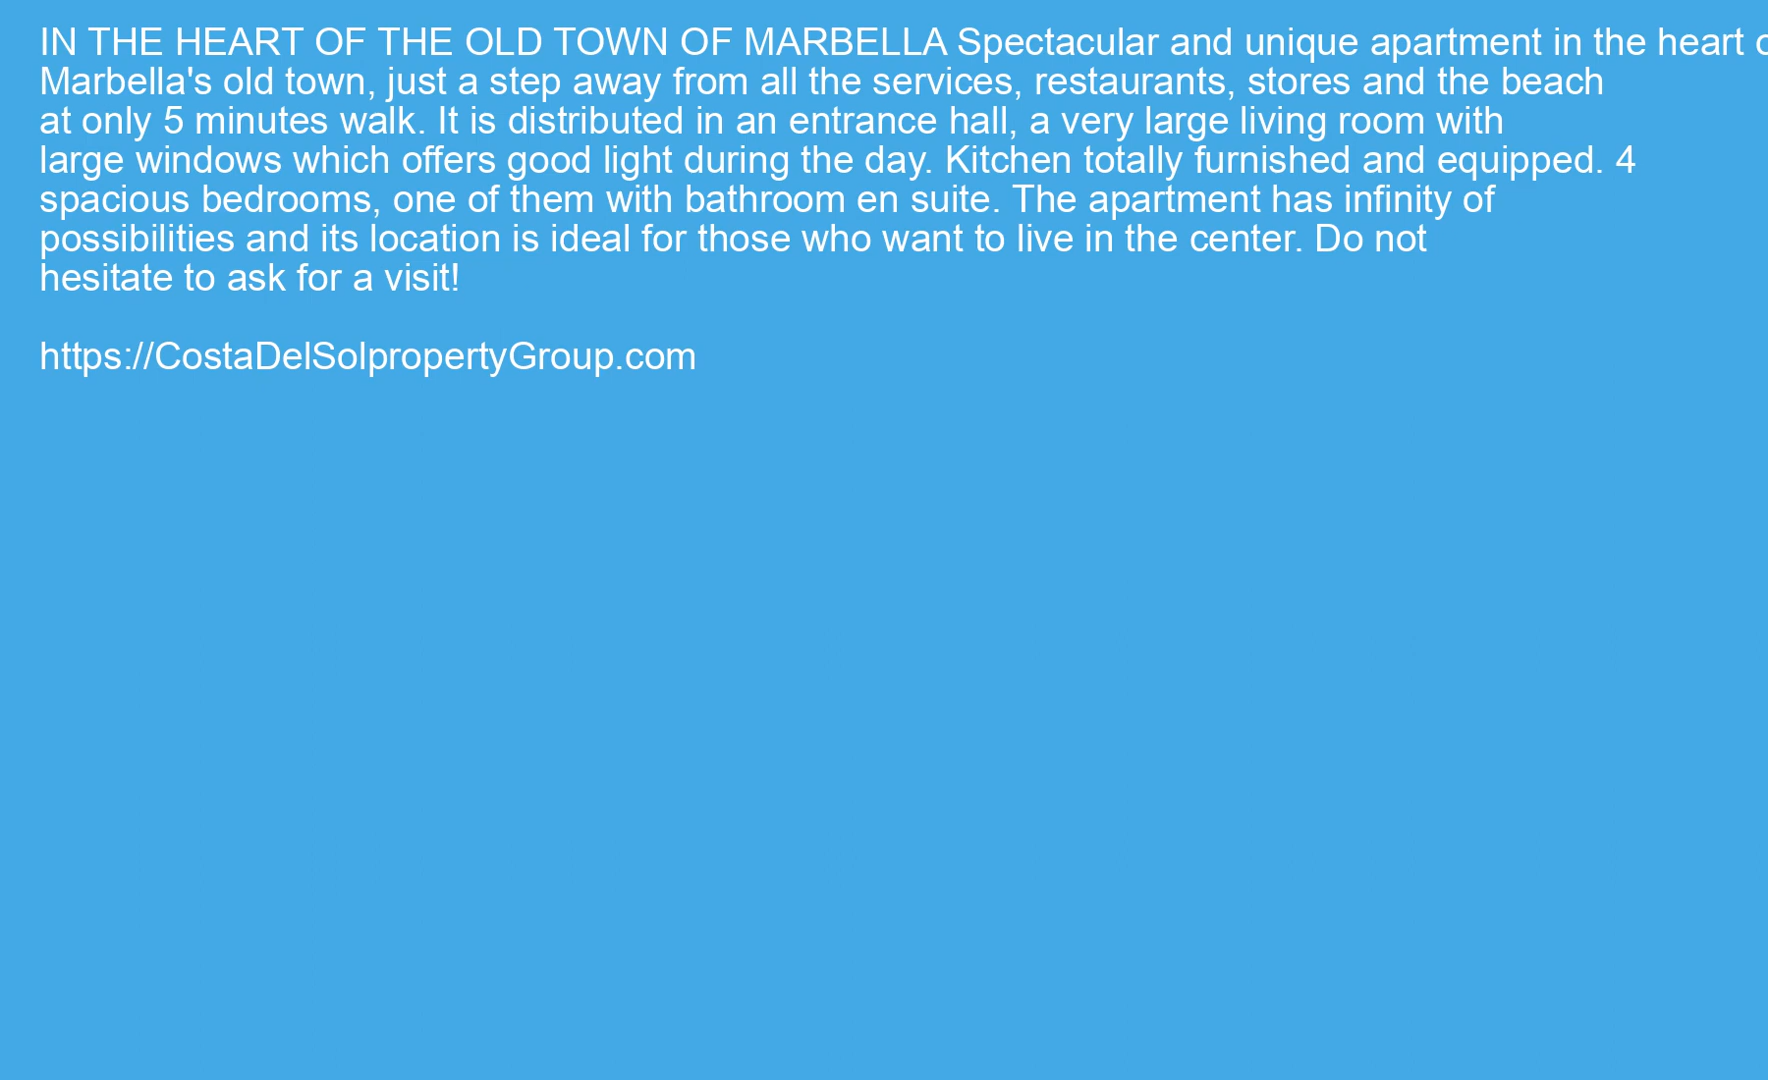 IN THE HEART OF THE OLD TOWN OF MARBELLA Spectacular and unique apartment in the heart
Marbella's old town, just a step away from all the services, restaurants, stores and the beach
at only 5 minutes walk. It is distributed in an entrance hall, a very large living room with
large windows which offers good light during the day. Kitchen totally furnished and equipped. 4
spacious bedrooms, one of them with bathroom en suite. The apartment has infinity of
possibilities and its location is ideal for those who want to live in the center. Do not
hesitate to ask for a visit!
https://CostaDelSolpropertyGroup.com